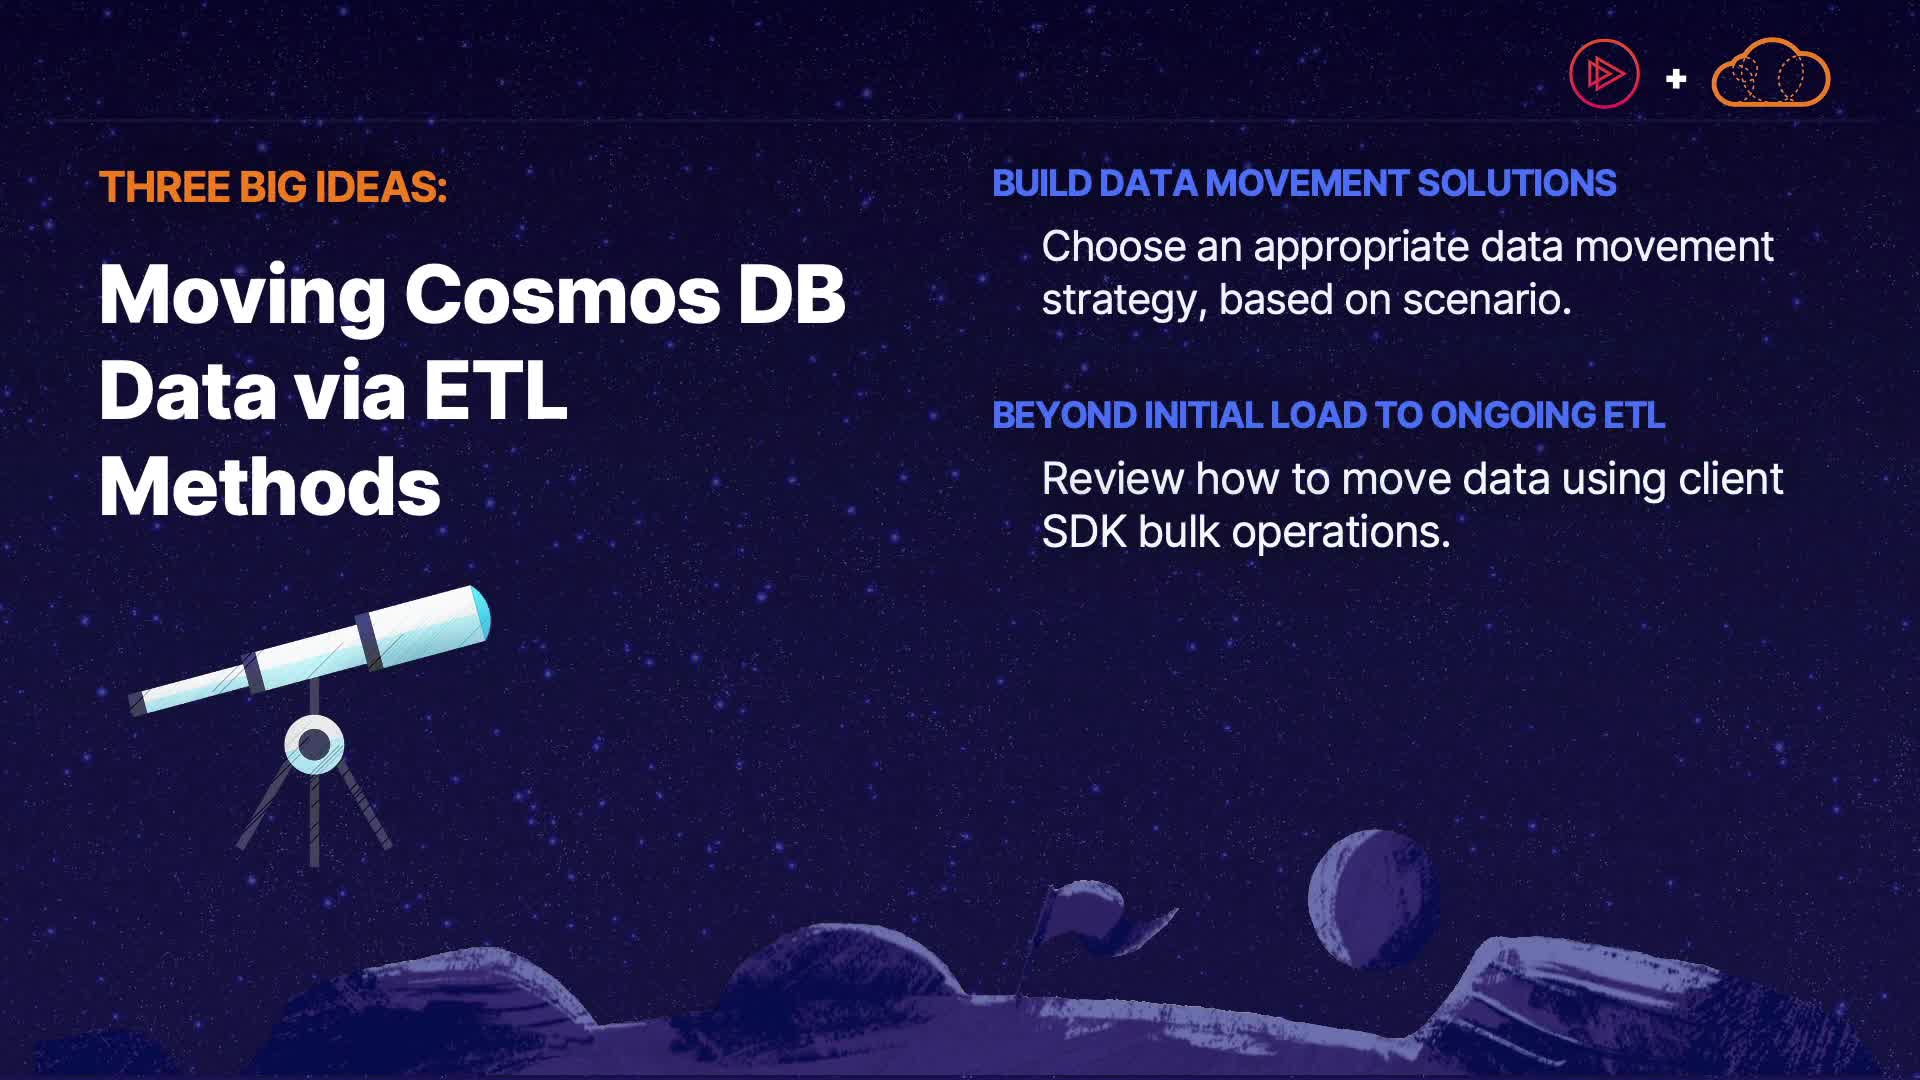 THREE BIG IDEAS:
Moving Cosmos DB
Data via ETL
Methods
BUILD DATA MOVEMENT SOLUTIONS
Choose an appropriate data movement
strategy, based on scenario.
BEYOND INITIAL LOAD TO ONGOING ETL
Review how to move data using client
SDK bulk operations.